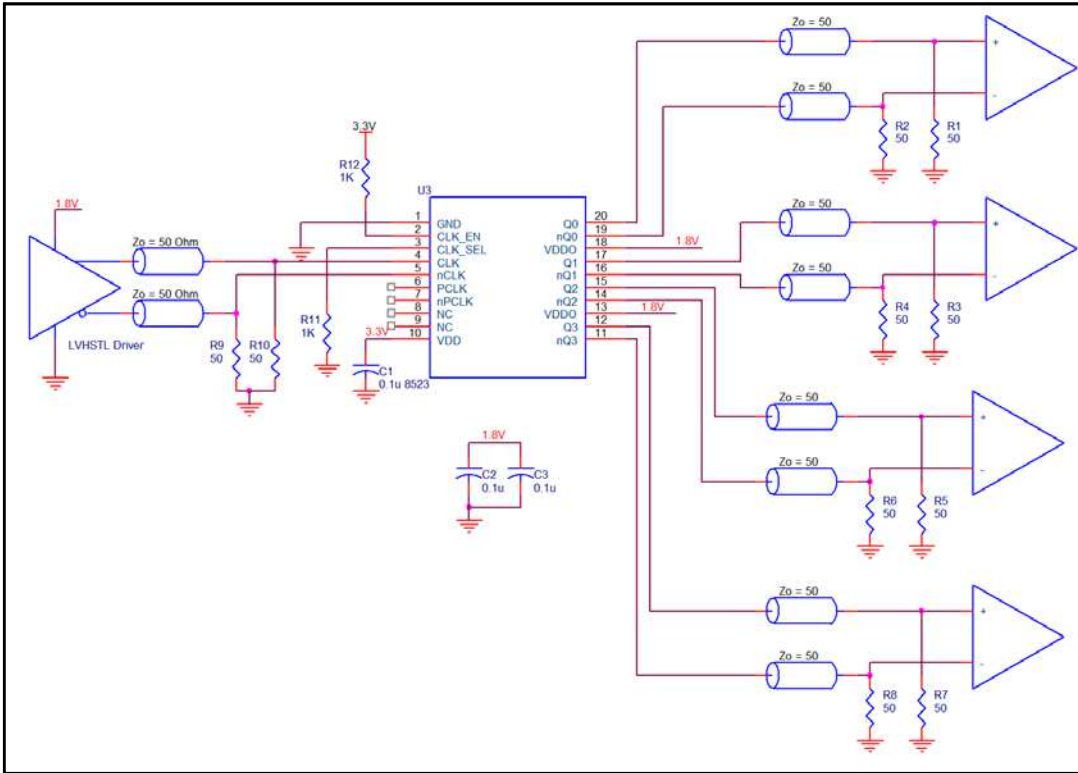 Zo = 50
+
-
R2
50
R1
50
Zo = 50
3.3V
R12
1K
U3
1.8V
Zo = 50 Ohm
Zo = 50 Ohm
LVHSTL Driver
R9
50
R10
50
R11
1K
3.3V
C1
0.1u
8523
1 GND
2 CLK_EN
3 CLK_SEL
4 CLK
5 nCLK
6 PCLK
7 nPCLK
8 NC
9 NC
10 VDD
Q0 20
nQ0 19
VDDO 18 1.8V
Q1 17
nQ1 16
Q2 15
nQ2 14
VDDO 13 1.8V
Q3 12
nQ3 11
1.8V
C2
0.1u
C3
0.1u
Zo = 50
Zo = 50
+
-
R4
50
R3
50
Zo = 50
Zo = 50
+
-
R6
50
R5
50
Zo = 50
Zo = 50
+
-
R8
50
R7
50